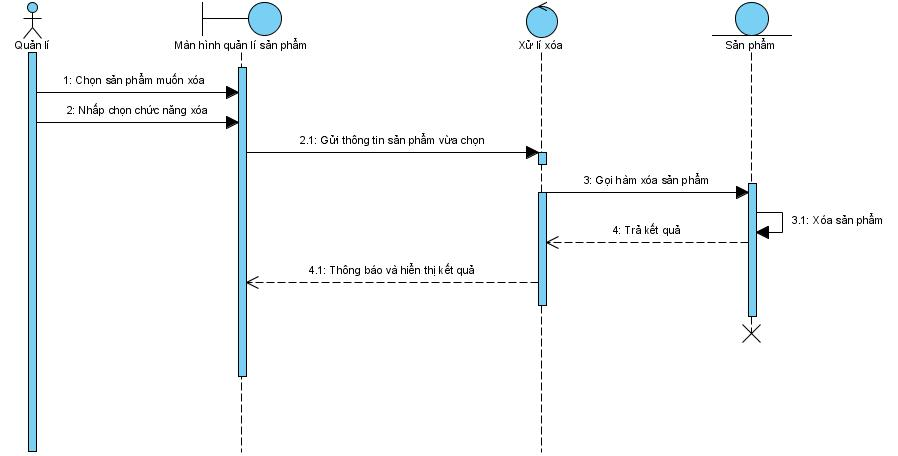 Quản lí
Màn hình quản lí sản phẩm
Xử lí xóa
Sản phẩm
1: Chọn sản phẩm muốn xóa
2: Nhấp chọn chức năng xóa
2.1: Gửi thông tin sản phẩm vừa chọn
3: Gọi hàm xóa sản phẩm
3.1: Xóa sản phẩm
4: Trả kết quả
4.1: Thông báo và hiển thị kết quả